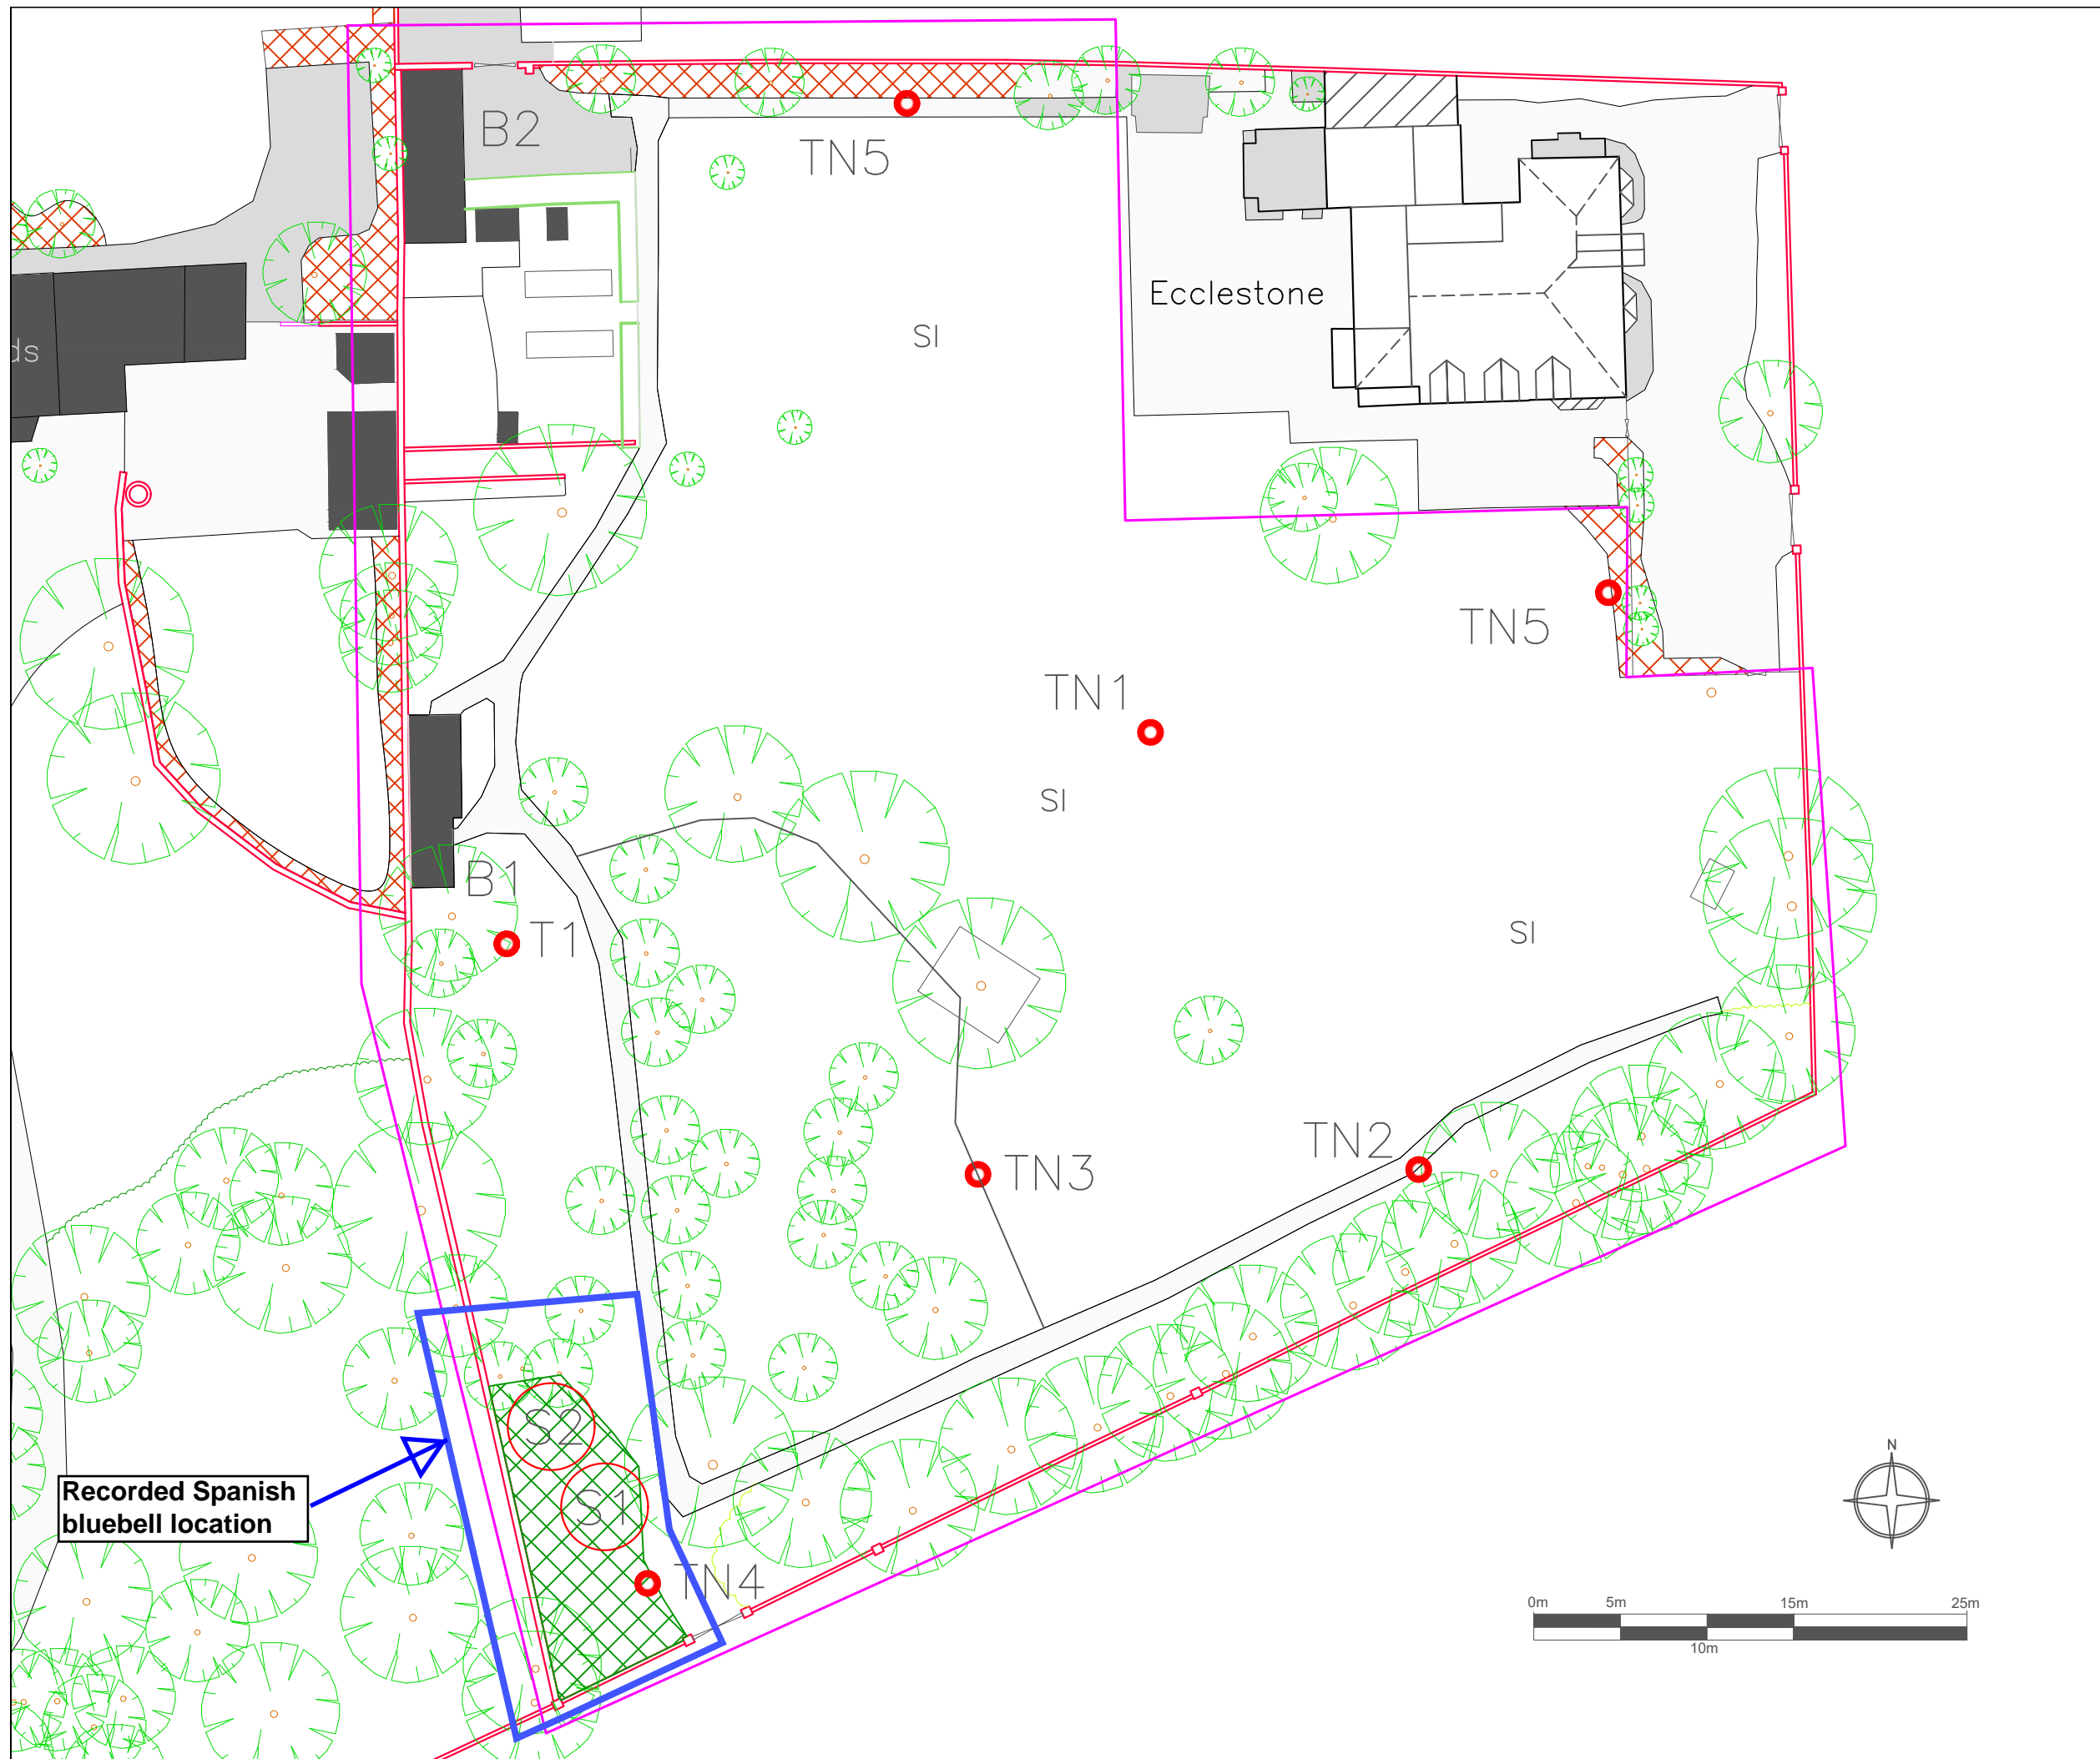 B2
TN5
Ecclestone
SI
ds
TN5
TN1
SI
B1
SI
T1
TN2
TN3
S2
N
Recorded Spanish
bluebell location
S1
TN4
0m 5m 15m 25m
10m